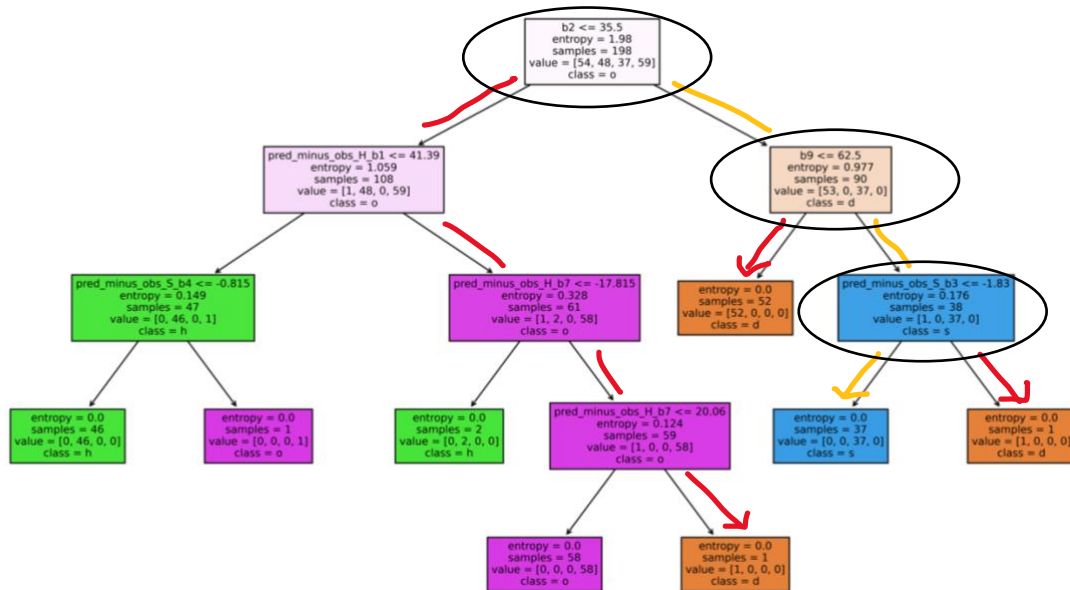 b2 <= 35.5
entropy = 1.98
samples = 198
value = [54, 48, 37, 59]
class = o
pred_minus_obs_H_b1 <= 41.39
entropy = 1.059
samples = 108
value = [1, 48, 0, 59]
class = o
b9 <= 62.5
entropy = 0.977
samples = 90
value = [53, 0, 37, 0]
class = d
pred_minus_obs_S_b4 <= -0.815
entropy = 0.149
samples = 47
value = [0, 46, 0, 1]
class = h
pred_minus_obs_H_b7 <= -17.815
entropy = 0.328
samples = 61
value = [1, 2, 0, 58]
class = o
entropy = 0.0
samples = 52
value = [52, 0, 0, 0]
class = d
pred_minus_obs_S_b3 <= -1.83
entropy = 0.176
samples = 38
value = [1, 0, 37, 0]
class = s
entropy = 0.0
samples = 46
value = [0, 46, 0, 0]
class = h
entropy = 0.0
samples = 1
value = [0, 0, 0, 1]
class = o
entropy = 0.0
samples = 2
value = [0, 2, 0, 0]
class = h
pred_minus_obs_H_b7 <= 20.06
entropy = 0.124
samples = 59
value = [1, 0, 0, 58]
class = o
entropy = 0.0
samples = 37
value = [0, 0, 37, 0]
class = s
entropy = 0.0
samples = 1
value = [1, 0, 0, 0]
class = d
entropy = 0.0
samples = 58
value = [0, 0, 0, 58]
class = o
entropy = 0.0
samples = 1
value = [1, 0, 0, 0]
class = d